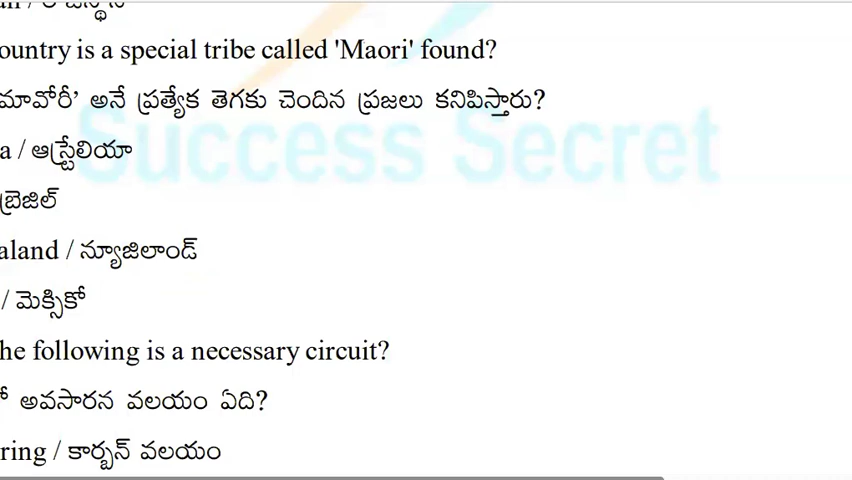 ountry is a special tribe called 'Maori' found?
మావోరీ' అనే ప్రత్యేక తెగకు చెందిన ప్రజలు కనిపిస్తారు?
a / ఆస్ట్రేలియా
బ్రెజిల్
aland / న్యూజిలాండ్
/ మెక్సికో
he following is a necessary circuit?
అవసారన వలయం ఏది?
ring / కార్బన్ వలయం
Success Secret